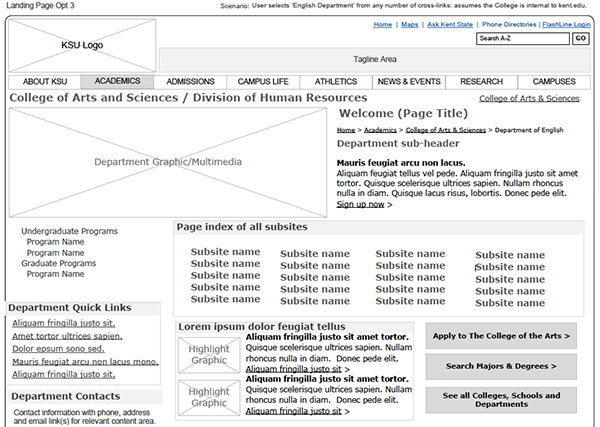 Landing Page Opt 3
Scenario: User selects 'English Department' from any number of cross-links: assumes the College is internal to kent.edu.
Home | Maps | Ask Kent State | Phone Directories | FlashLine Login
KSU Logo
Search A-Z
GO
Tagline Area
ABOUT KSU
ACADEMICS
ADMISSIONS
CAMPUS LIFE
ATHLETICS
NEWS & EVENTS
RESEARCH
CAMPUSES
College of Arts and Sciences / Division of Human Resources
College of Arts & Sciences
Department Graphic/Multimedia
Welcome (Page Title)
Home > Academics > College of Arts & Sciences > Department of English
Department sub-header
Mauris feugiat arcu non lacus.
Aliquam feugiat tellus vel pede. Aliquam fringilla justo sit amet
tortor. Quisque scelerisque ultrices sapien. Nullam rhoncus
nulla in diam. Quisque lacus risus, lobortis. Donec pede elit.
Sign up now >
Undergraduate Programs
Program Name
Program Name
Graduate Programs
Program Name
Page index of all subsites
Subsite name Subsite name Subsite name Subsite name
Subsite name Subsite name Subsite name Subsite name
Subsite name Subsite name Subsite name Subsite name
Subsite name Subsite name Subsite name Subsite name
Subsite name Subsite name Subsite name Subsite name
Department Quick Links
Aliquam fringilla justo sit.
Amet tortor ultrices sapien.
Dolor epsum sono sed.
Mauris feugiat arcu non lacus mono.
Aliquam fringilla justo sit.
Department Contacts
Contact information with phone, address
and email link(s) for relevant content area.
Lorem ipsum dolor feugiat tellus
Highlight
Graphic
Aliquam fringilla justo sit amet tortor.
Quisque scelerisque ultrices sapien. Nullam
rhoncus nulla in diam. Donec pede elit.
Aliquam fringilla justo sit >
Highlight
Graphic
Aliquam fringilla justo sit amet tortor.
Quisque scelerisque ultrices sapien. Nullam
rhoncus nulla in diam. Donec pede elit.
Aliquam fringilla justo sit >
Apply to The College of the Arts >
Search Majors & Degrees >
See all Colleges, Schools and
Departments